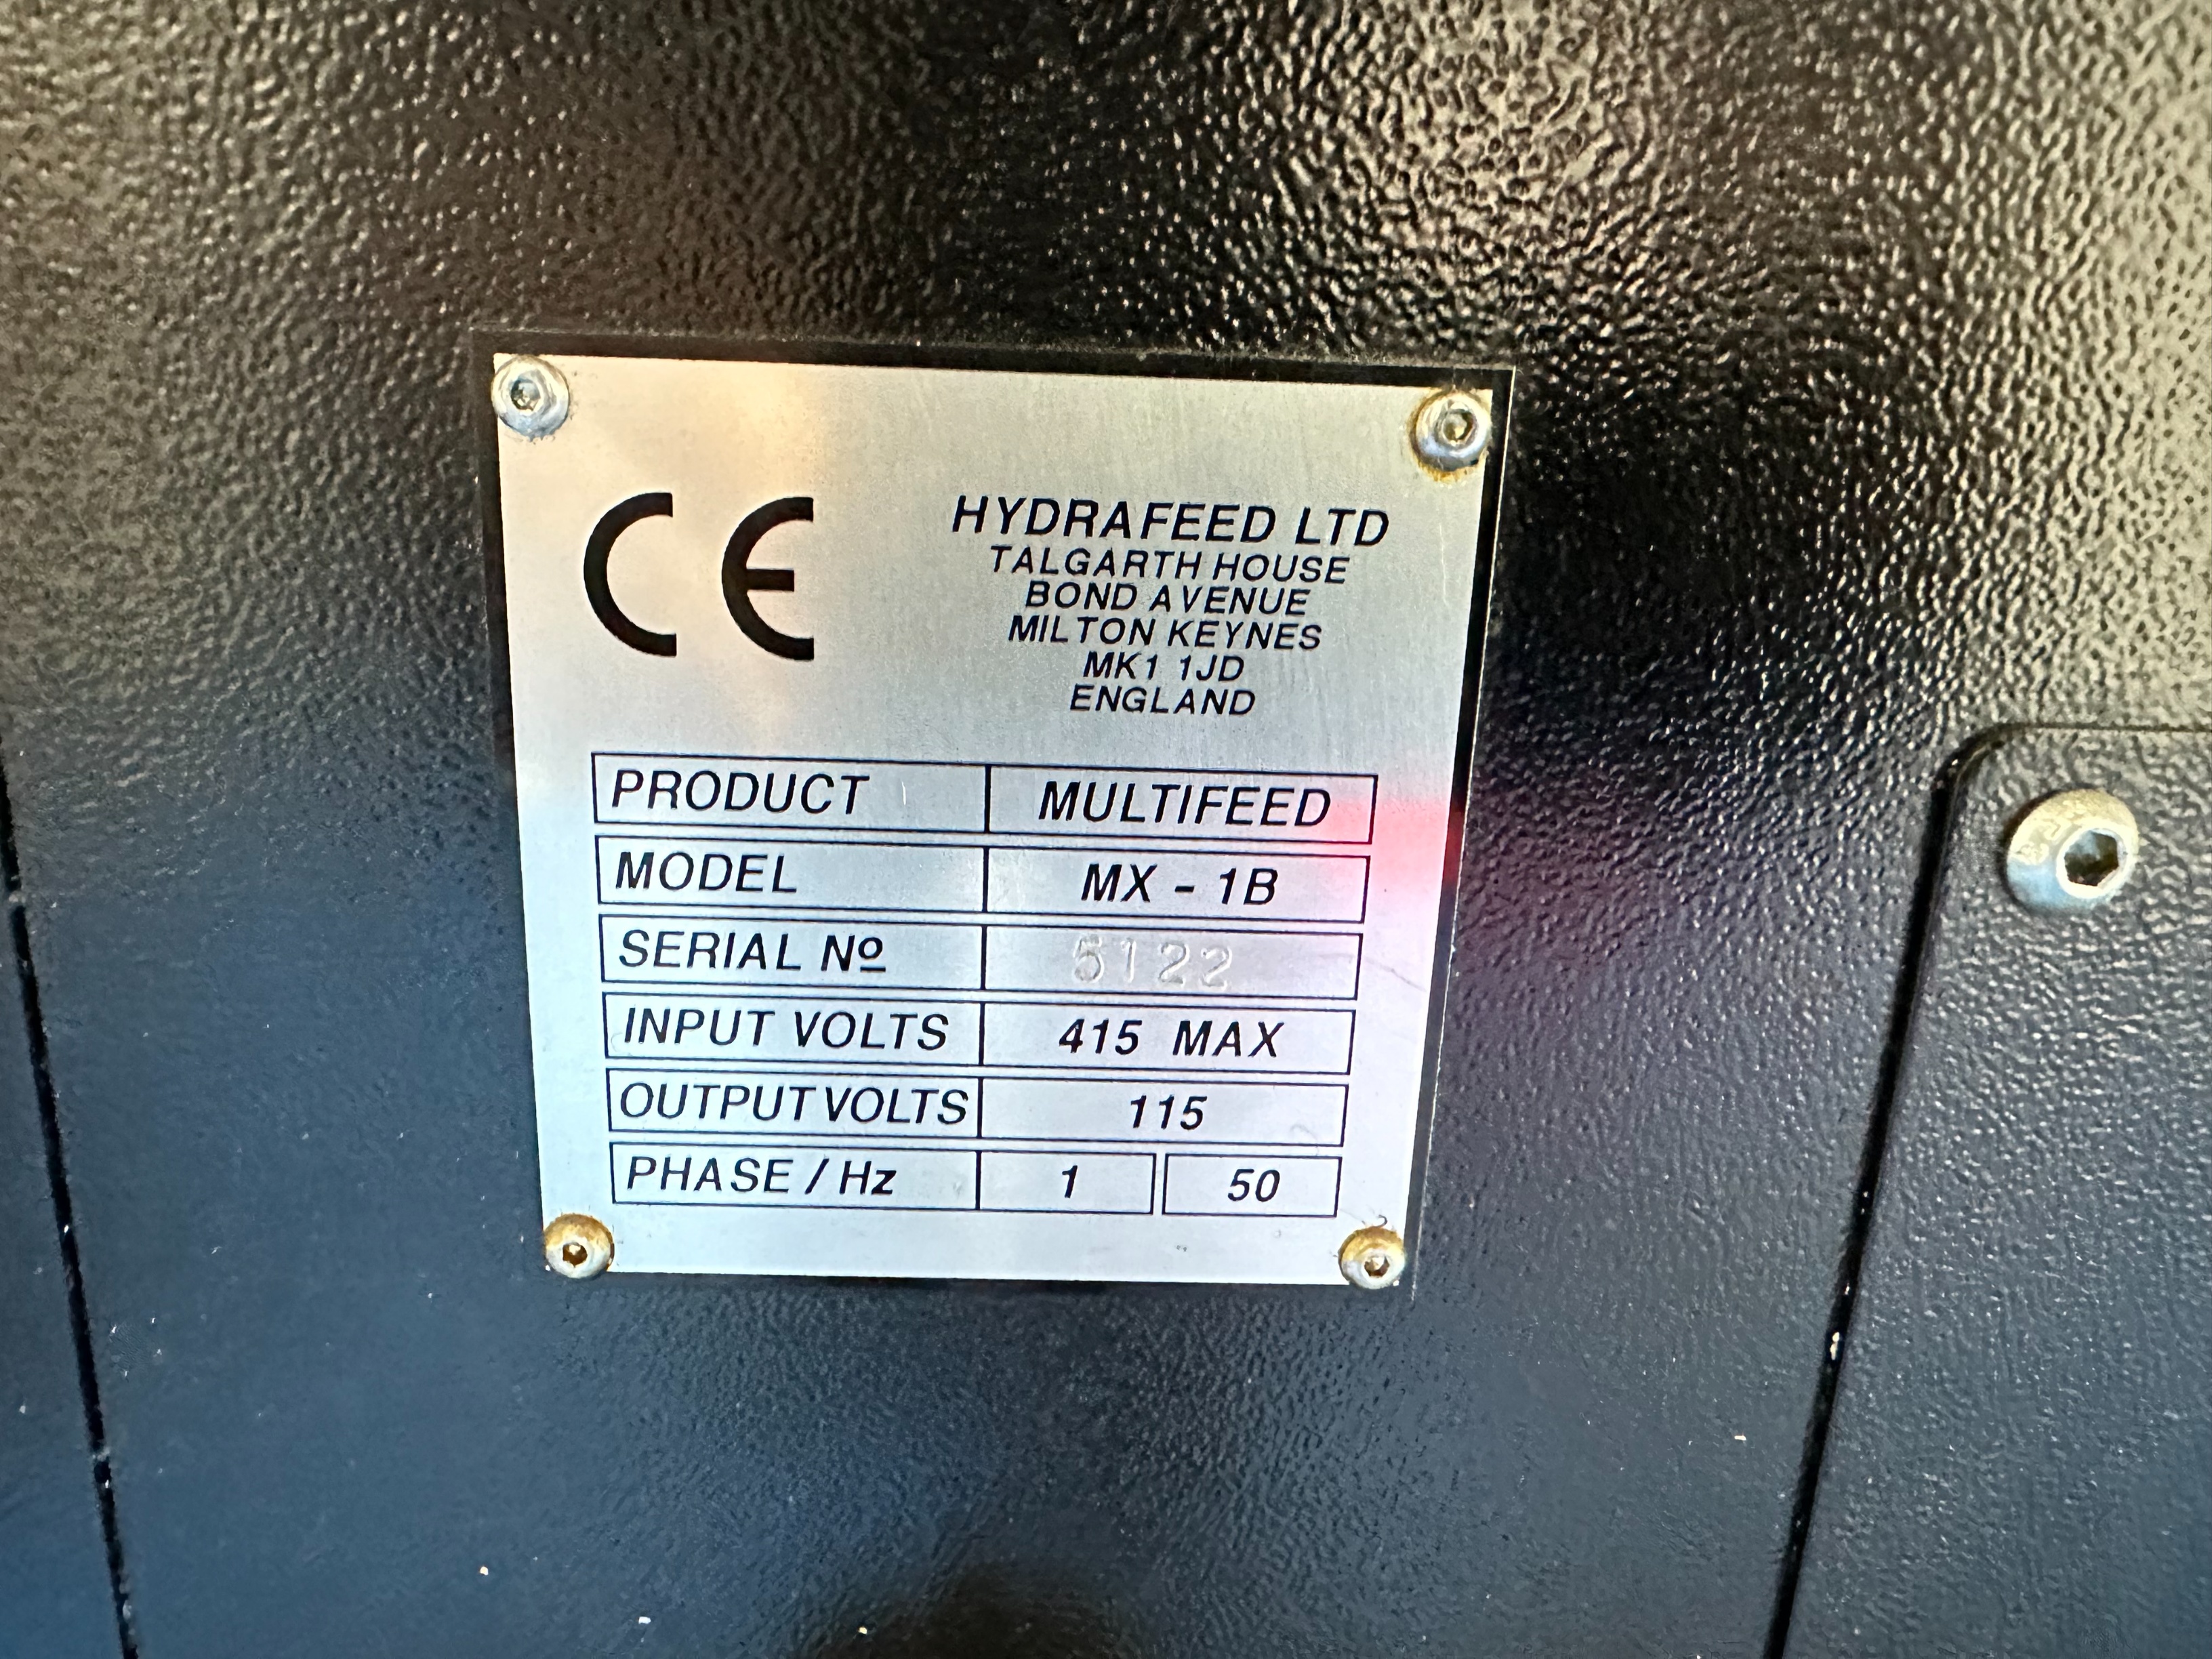 CE
HYDRAFEED LTD
TALGARTH HOUSE
BOND AVENUE
MILTON KEYNES
MK1 1JD
ENGLAND
PRODUCT MULTIFEED
MODEL MX - 1B
SERIAL Nº 5122
INPUT VOLTS 415 MAX
OUTPUT VOLTS 115
PHASE / Hz 1 50